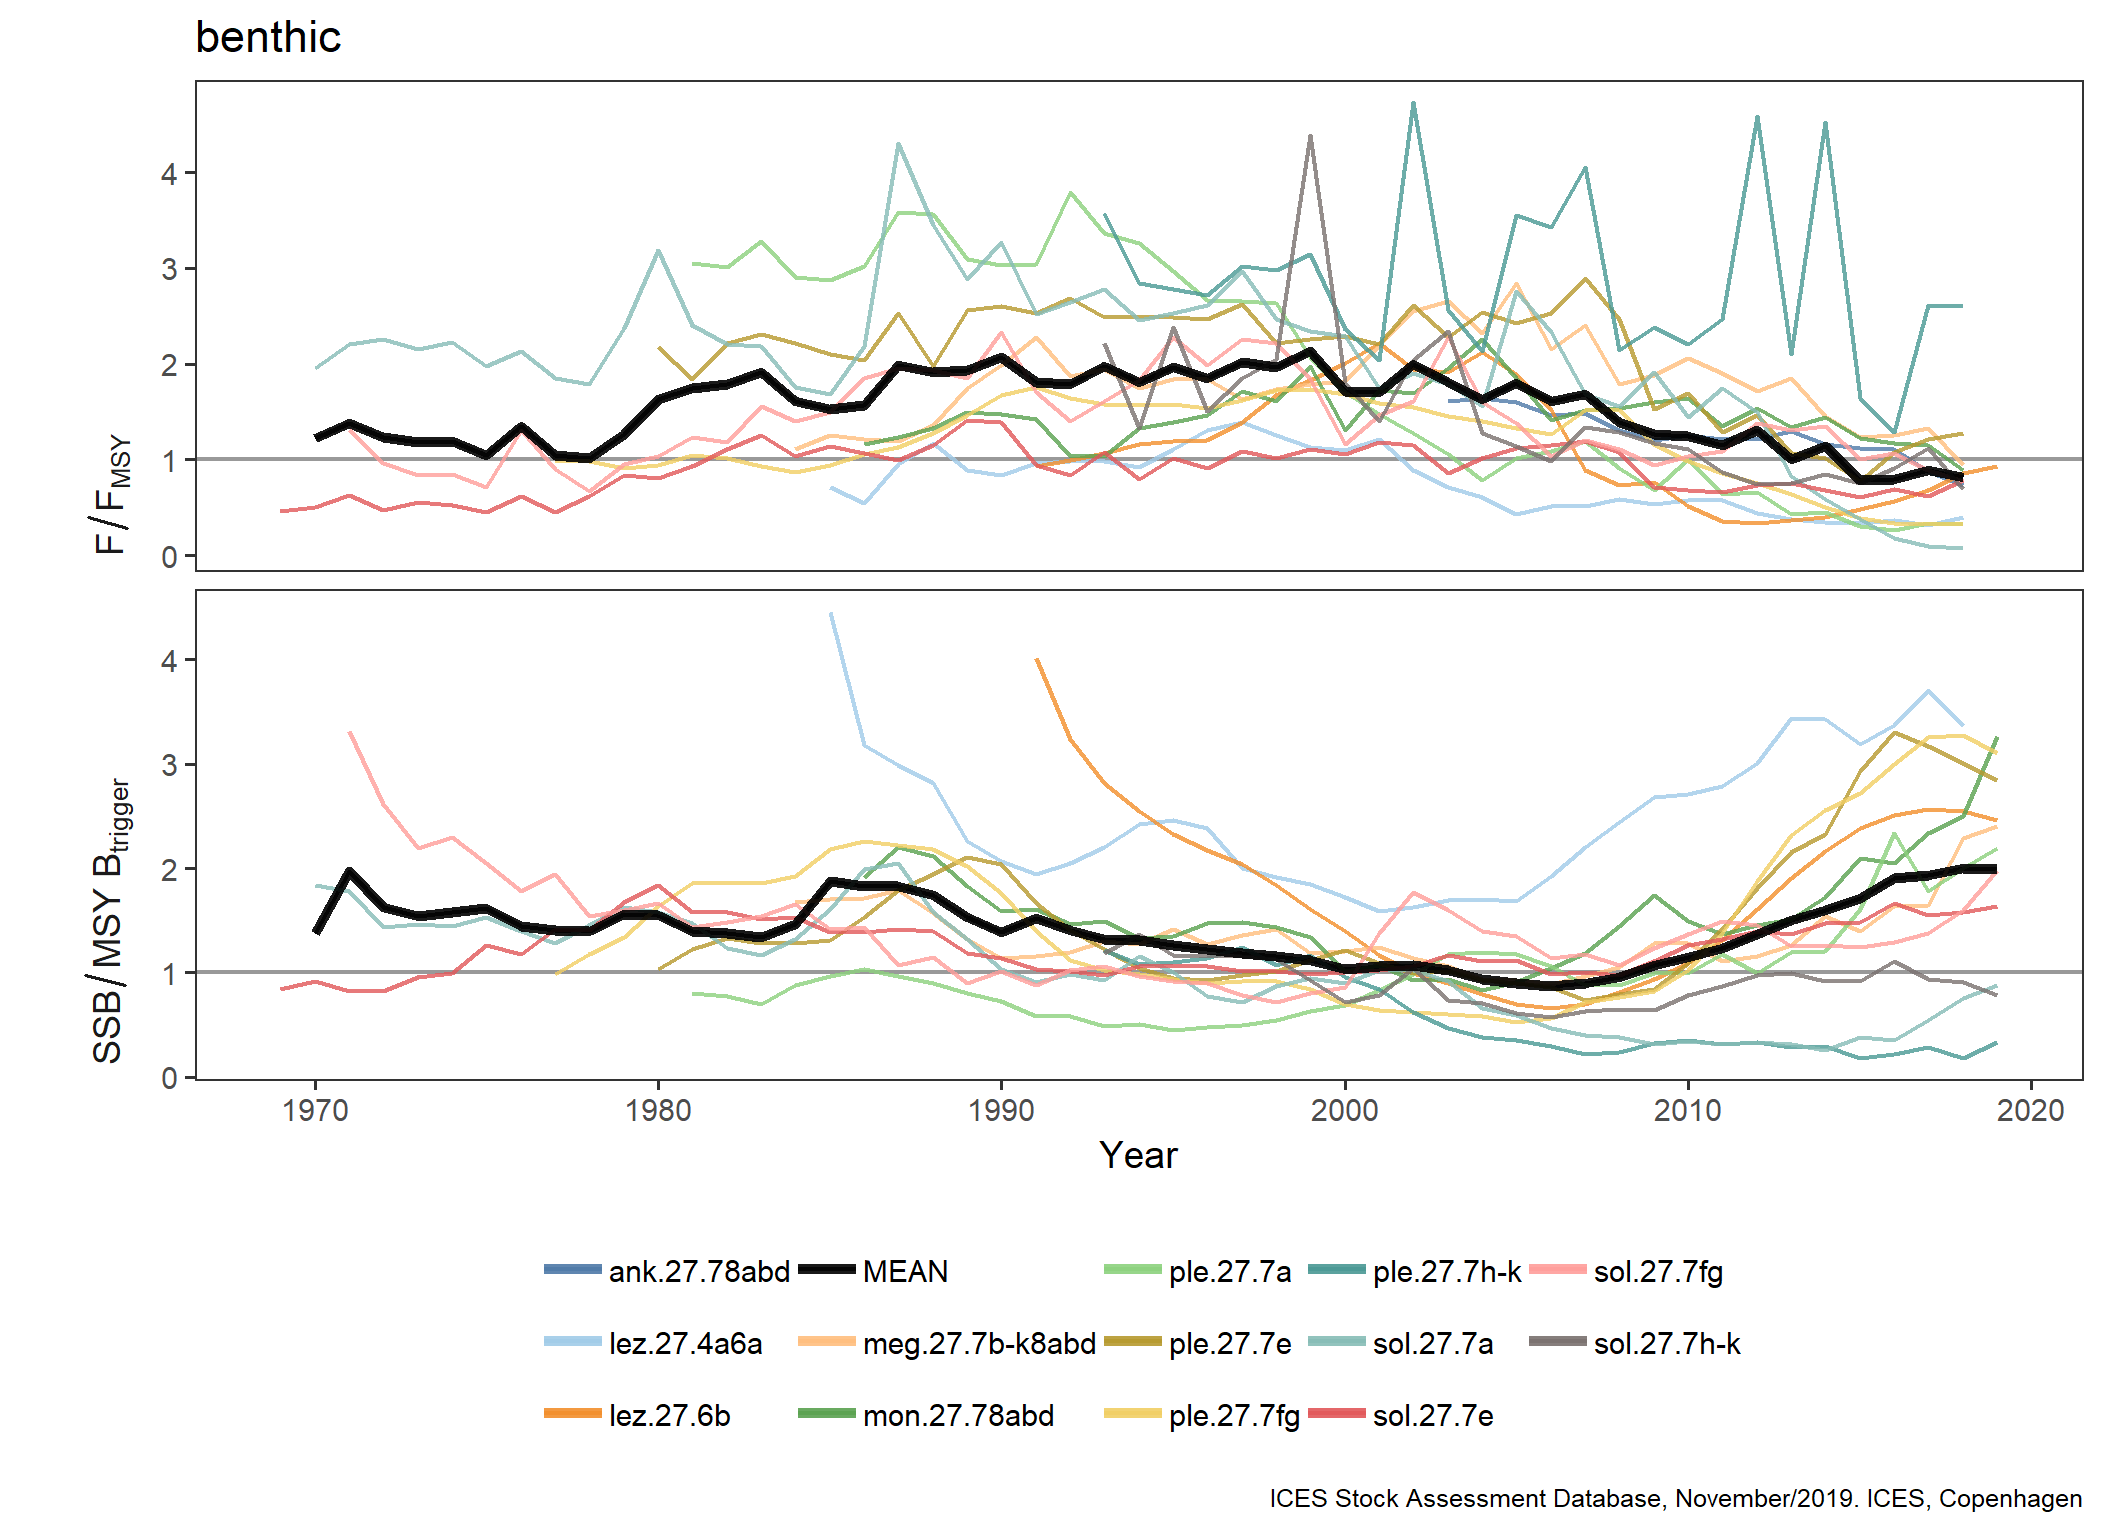 benthic
4
3
2
1
0
F / FMSY
4
3
2
1
0
SSB / MSY Btrigger
1970 1980 1990 2000 2010 2020
Year
ank.27.78abd MEAN ple.27.7a ple.27.7h-k sol.27.7fg
lez.27.4a6a meg.27.7b-k8abd ple.27.7e sol.27.7a sol.27.7h-k
lez.27.6b mon.27.78abd ple.27.7fg sol.27.7e
ICES Stock Assessment Database, November/2019. ICES, Copenhagen